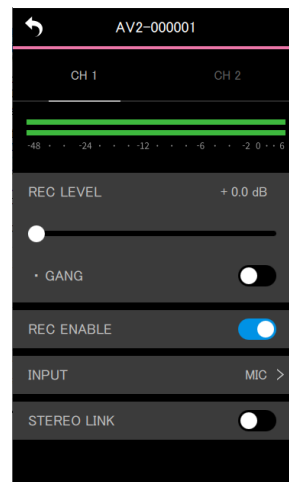 AV2-000001
CH 1 CH 2
-48 · · -24 · · · -12 · · · -6 · · -2 0 · · 6
REC LEVEL + 0.0 dB
・GANG
REC ENABLE
INPUT MIC >
STEREO LINK